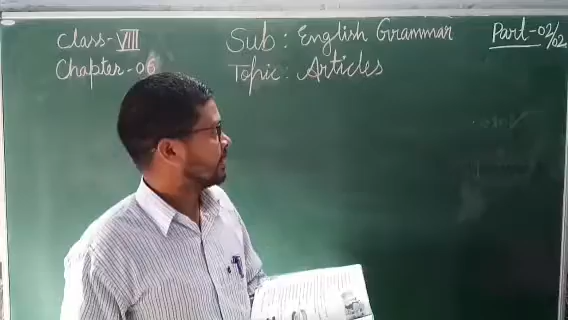 Class-VIII Sub: English Grammar Part-02/02
Chapter-06 Topic: Articles